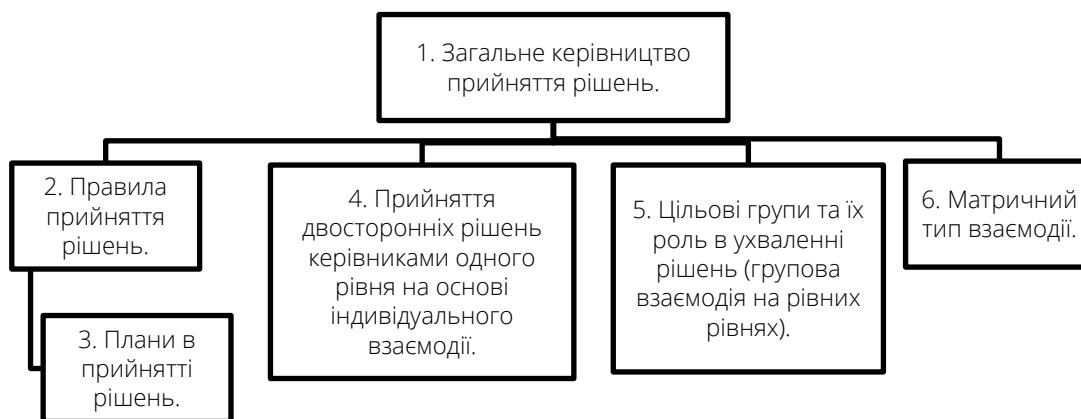 1. Загальне керівництво
прийняття рішень.
2. Правила
прийняття
рішень.
3. Плани в
прийнятті
рішень.
4. Прийняття
двосторонніх рішень
керівниками одного
рівня на основі
індивідуального
взаємодії.
5. Цільові групи та їх
роль в ухваленні
рішень (групова
взаємодія на рівних
рівнях).
6. Матричний
тип взаємодії.